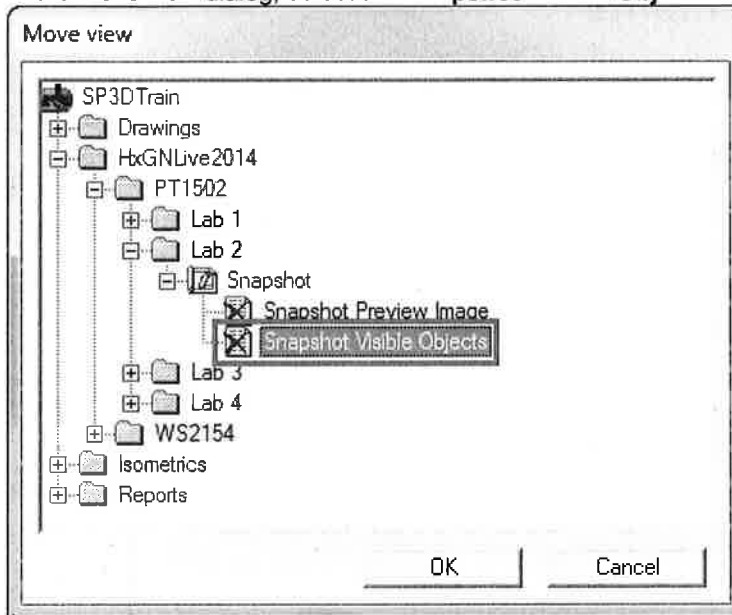 Move view
SP3DTrain
Drawings
HxGNLive2014
PT1502
Lab 1
Lab 2
Snapshot
Snapshot Preview Image
Snapshot Visible Objects
Lab 3
Lab 4
WS2154
Isometrics
Reports
OK
Cancel